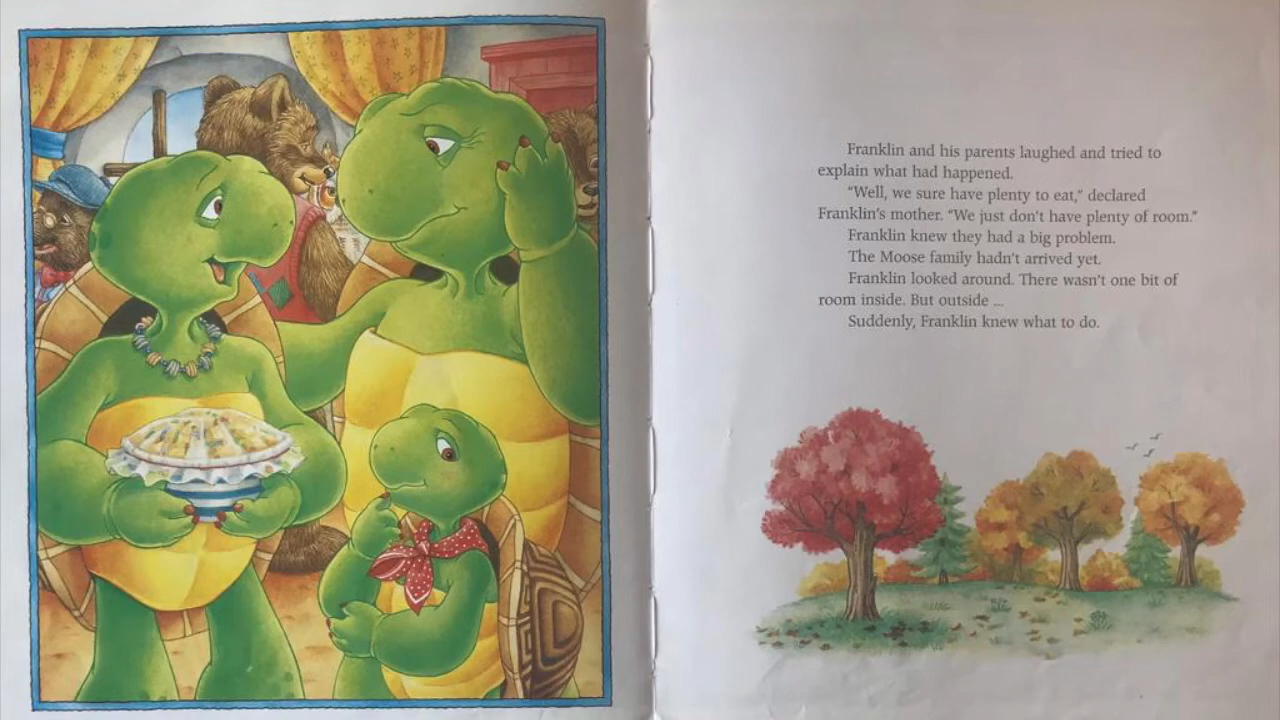 Franklin and his parents laughed and tried to
explain what had happened.
"Well, we sure have plenty to eat," declared
Franklin's mother. "We just don't have plenty of room."
Franklin knew they had a big problem.
The Moose family hadn't arrived yet.
Franklin looked around. There wasn't one bit of
room inside. But outside ...
Suddenly, Franklin knew what to do.